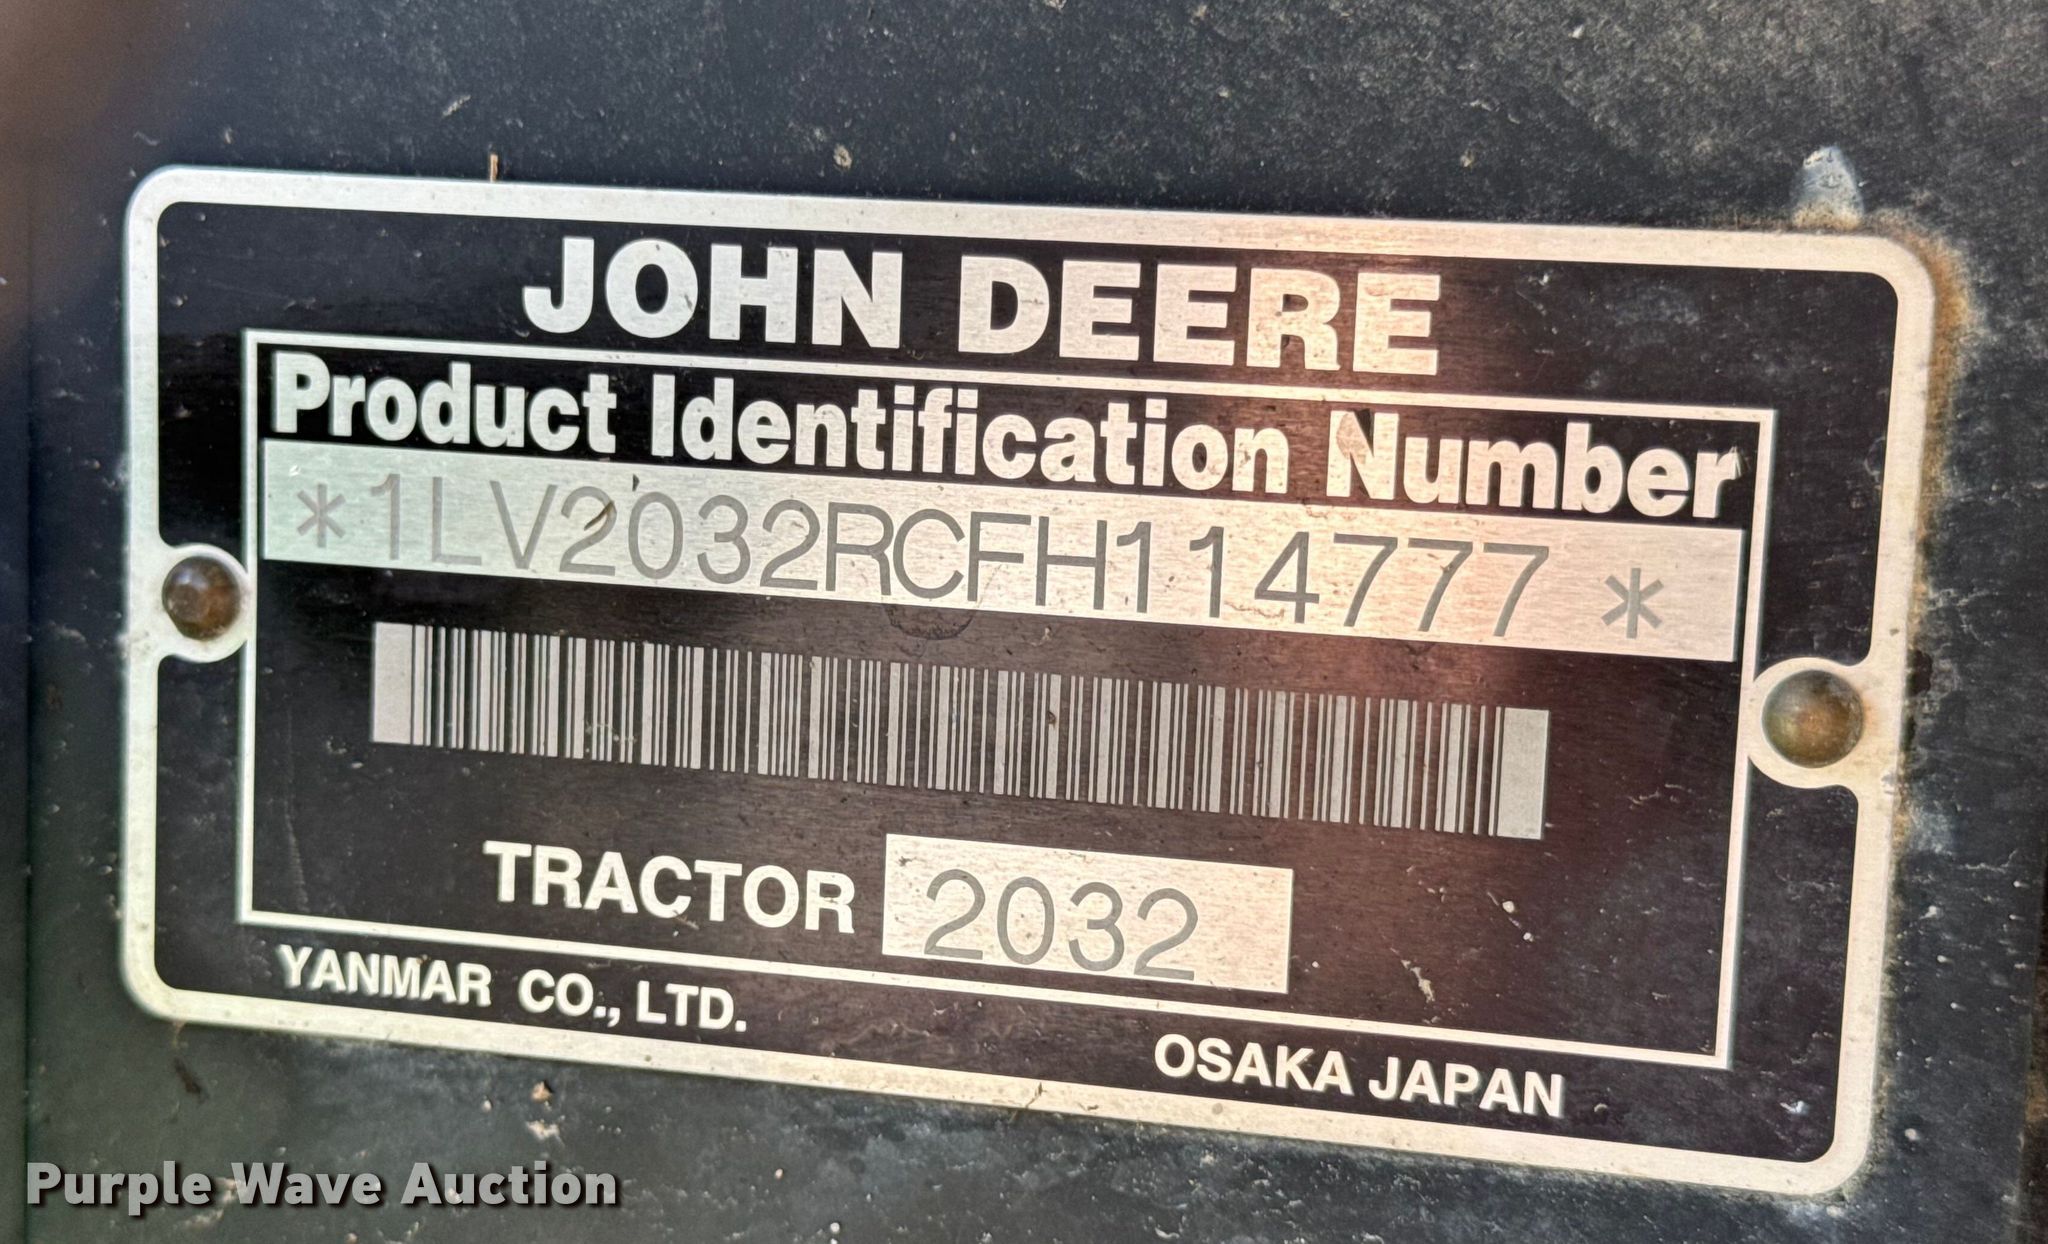 JOHN DEERE
Product Identification Number
*1LV2032RCFH114777*
TRACTOR 2032
YANMAR CO., LTD.
OSAKA JAPAN
Purple Wave Auction